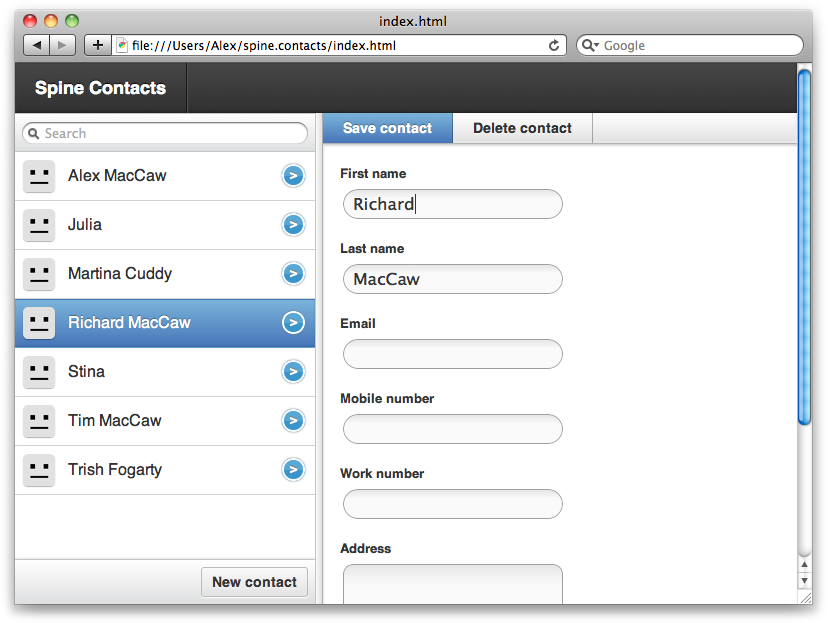 index.html
file:///Users/Alex/spine.contacts/index.html
Google
Spine Contacts
Search
Alex MacCaw
Julia
Martina Cuddy
Richard MacCaw
Stina
Tim MacCaw
Trish Fogarty
New contact
Save contact Delete contact
First name
Richard
Last name
MacCaw
Email
Mobile number
Work number
Address